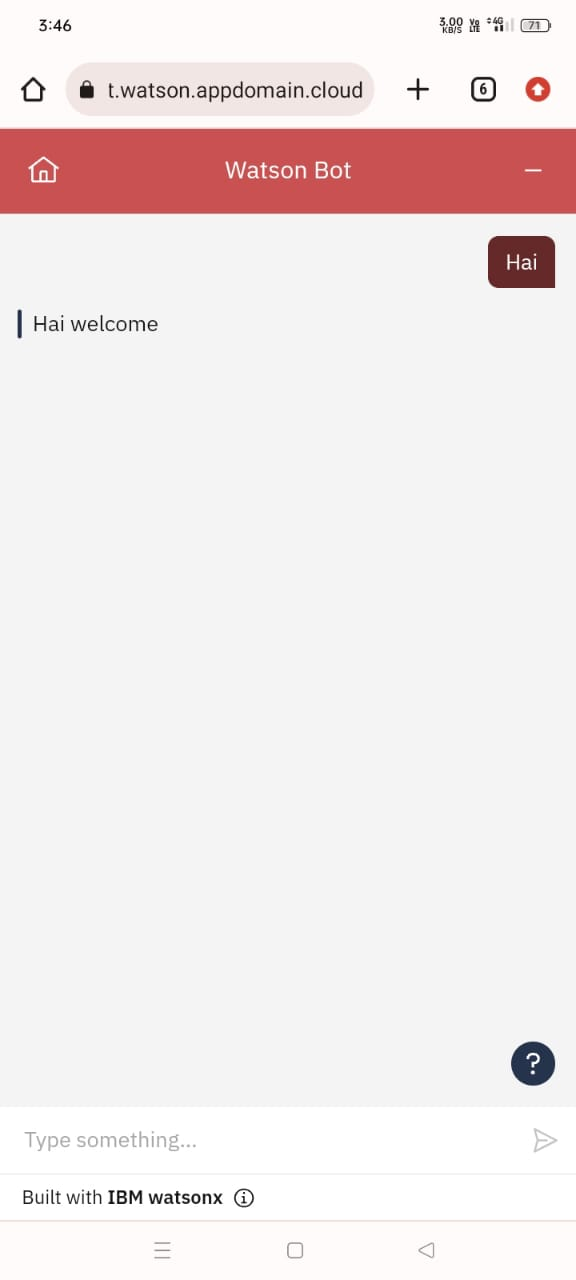 3:46
3.00 KB/S Vo LTE 4G 71
t.watson.appdomain.cloud
6
Watson Bot
Hai
Hai welcome
?
Type something...
Built with IBM watsonx